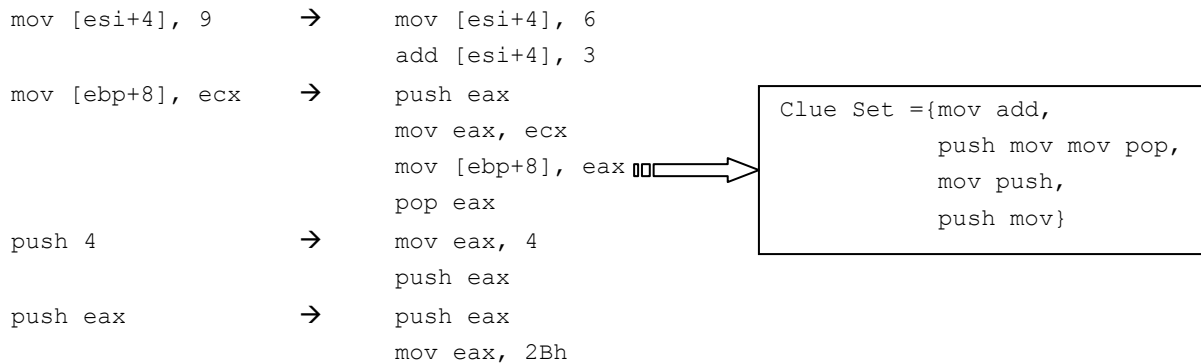 mov [esi+4], 9 → mov [esi+4], 6
add [esi+4], 3
mov [ebp+8], ecx → push eax
mov eax, ecx
mov [ebp+8], eax
pop eax
push 4 → mov eax, 4
push eax
push eax → push eax
mov eax, 2Bh
Clue Set ={mov add,
push mov mov pop,
mov push,
push mov}